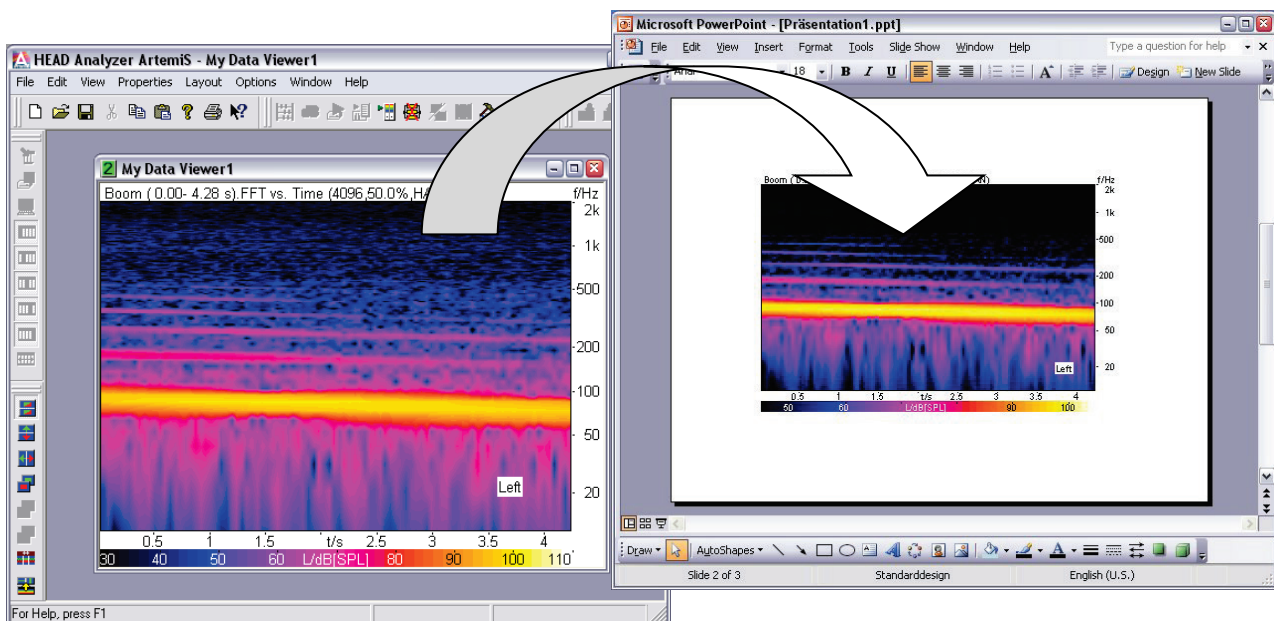 HEAD Analyzer ArtemiS - My Data Viewer1
File Edit View Properties Layout Options Window Help
2 My Data Viewer1
Boom ( 0.00- 4.28 s).FFT vs. Time (4096,50.0%,HA
f/Hz
2k
1k
500
200
100
50
20
Left
0.5 1 1.5 t/s 2.5 3 3.5 4
30 40 50 60 L/dB[SPL] 80 90 100 110
For Help, press F1
Microsoft PowerPoint - [Präsentation1.ppt]
File Edit View Insert Format Tools Slide Show Window Help
Type a question for help
18 B I U A Design New Slide
Boom (
f/Hz
2k
1k
500
200
100
50
20
Left
0.5 1 1.5 t/s 2.5 3 3.5 4
50 60 L/dB[SPL] 90 100
Draw AutoShapes A
Slide 2 of 3 Standarddesign English (U.S.)